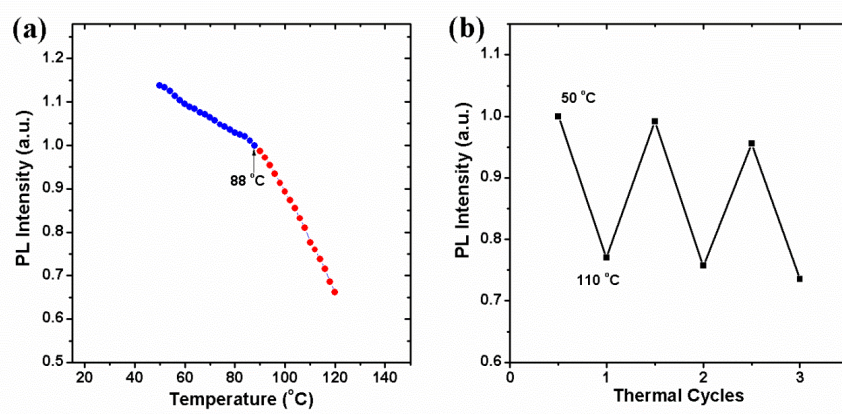 (a)
PL Intensity (a.u.)
1.2
1.1
1.0
0.9
0.8
0.7
0.6
0.5
88 °C
20 40 60 80 100 120 140
Temperature (°C)
(b)
PL Intensity (a.u.)
1.1
1.0
0.9
0.8
0.7
0.6
50 °C
110 °C
0 1 2 3
Thermal Cycles